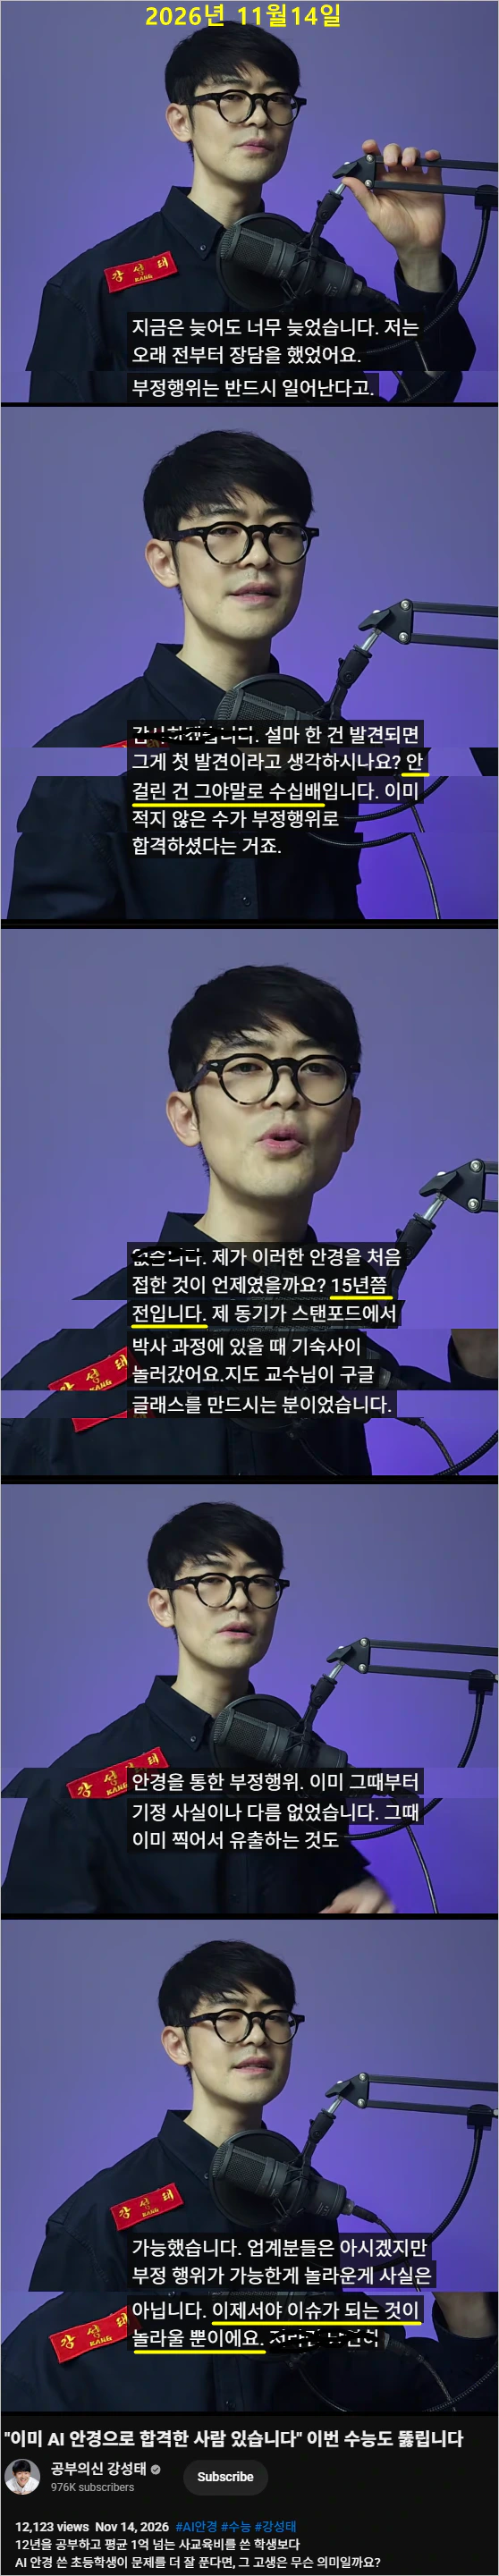 2026년 11월14일
강성태
KANG
지금은 늦어도 너무 늦었습니다. 저는
오래 전부터 장담을 했었어요.
부정행위는 반드시 일어난다고.
설마 한 건 발견되면
그게 첫 발견이라고 생각하시나요? 안
걸린 건 그야말로 수십배입니다. 이미
적지 않은 수가 부정행위로
합격하셨다는 거죠.
제가 이러한 안경을 처음
접한 것이 언제였을까요? 15년쯤
전입니다. 제 동기가 스탠포드에서
박사 과정에 있을 때 기숙사이
놀러갔어요.지도 교수님이 구글
글래스를 만드시는 분이었습니다.
강성태
KANG
안경을 통한 부정행위. 이미 그때부터
기정 사실이나 다름 없었습니다. 그때
이미 찍어서 유출하는 것도
강성태
KANG
가능했습니다. 업계분들은 아시겠지만
부정 행위가 가능한게 놀라운게 사실은
강성태
KANG
아닙니다. 이제서야 이슈가 되는 것이
놀라울 뿐이에요.
"이미 AI 안경으로 합격한 사람 있습니다" 이번 수능도 뚫립니다
공부의신 강성태
976K subscribers
Subscribe
12,123 views Nov 14, 2026 #AI안경 #수능 #강성태
12년을 공부하고 평균 1억 넘는 사교육비를 쓴 학생보다
AI 안경 쓴 초등학생이 문제를 더 잘 푼다면, 그 고생은 무슨 의미일까요?